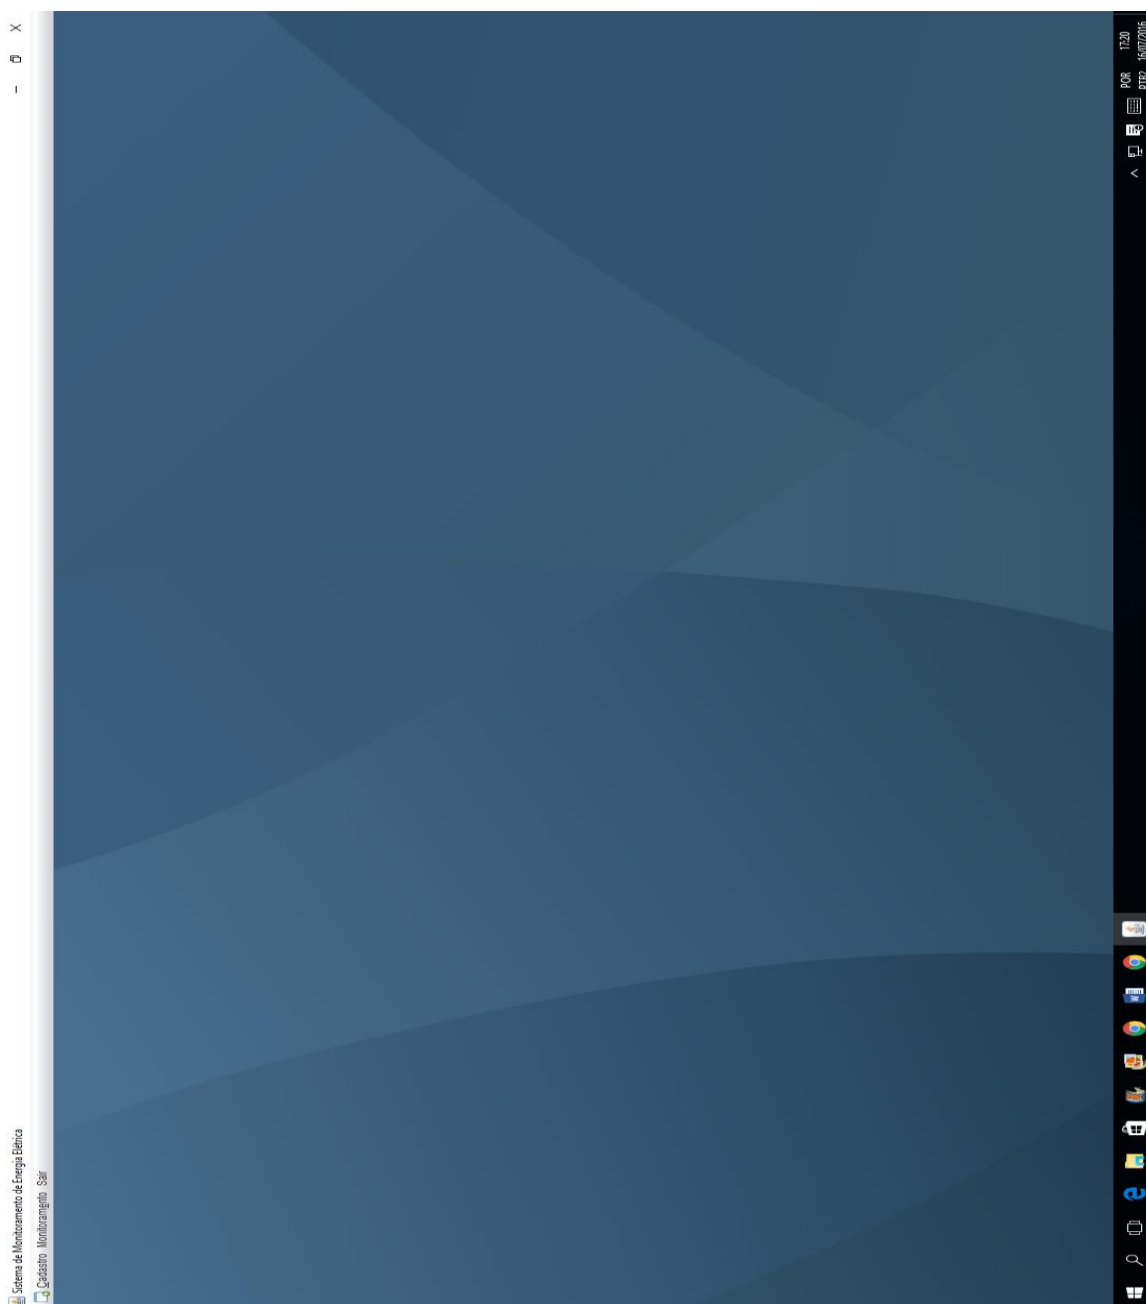 Sistema de Monitoramento de Energia Elétrica
Cadastro Monitoramento Sair
POR
PTB2
17:20
16/07/2016